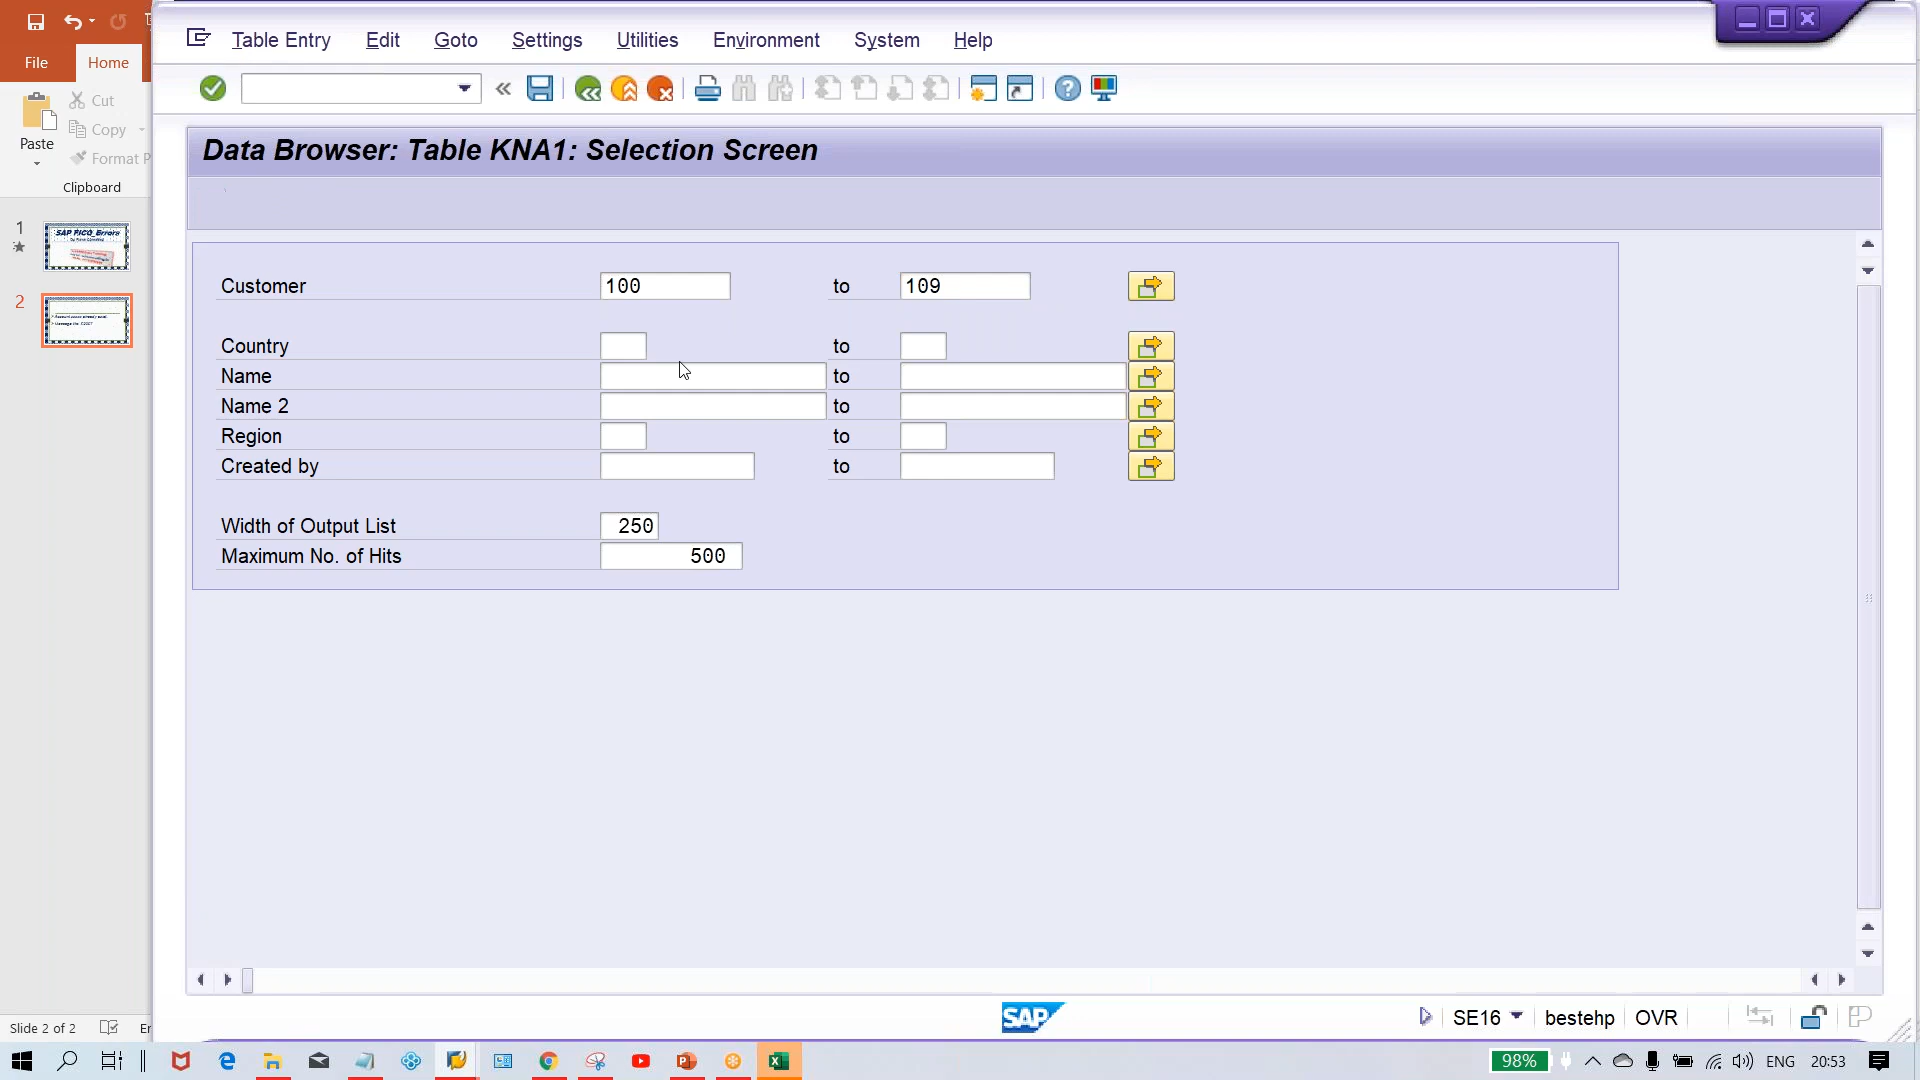 File
Home
Cut
Copy
Paste
Format P
Clipboard
1
SAP FICO_Errors
2
Table Entry Edit Goto Settings Utilities Environment System Help
Data Browser: Table KNA1: Selection Screen
Customer 100 to 109
Country to
Name to
Name 2 to
Region to
Created by to
Width of Output List 250
Maximum No. of Hits 500
SAP
SE16 bestehp OVR
Slide 2 of 2
98% ENG 20:53